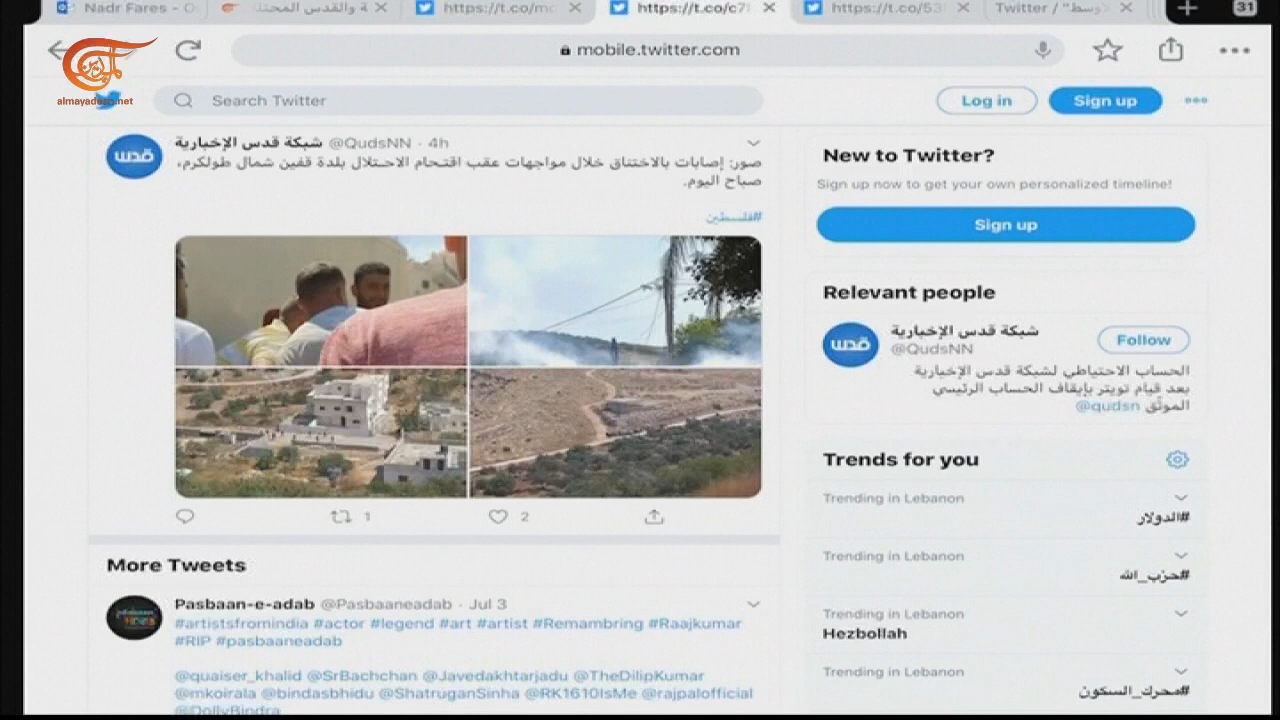 Nadr Fares - O
https://t.co/mc
https://t.co/c7l
https://t.co/53
Twitter / "وسط
31
mobile.twitter.com
almayadeen.net
Search Twitter
Log in
Sign up
شبكة قدس الإخبارية @QudsNN · 4h
صور: إصابات بالاختناق خلال مواجهات عقب اقتـحام الاحـتلال بلدة قفين شمال طولكرم،
صباح اليوم.
#فلسطين
قدس
1
2
More Tweets
Pasbaan-e-adab @Pasbaaneadab · Jul 3
#artistsfromindia #actor #legend #art #artist #Remambring #Raajkumar
#RIP #pasbaaneadab
@quaiser_khalid @SrBachchan @Javedakhtarjadu @TheDilipKumar
@mkoirala @bindasbhidu @ShatruganSinha @RK1610IsMe @rajpalofficial
@DollyBindra
New to Twitter?
Sign up now to get your own personalized timeline!
Sign up
Relevant people
قدس
شبكة قدس الإخبارية
@QudsNN
Follow
الحساب الاحتياطي لشبكة قدس الإخبارية
بعد قيام تويتر بإيقاف الحساب الرئيسي
الموثّق @qudsn
Trends for you
Trending in Lebanon
#الدولار
Trending in Lebanon
#حزب_الله
Trending in Lebanon
Hezbollah
Trending in Lebanon
#محرك_السكون